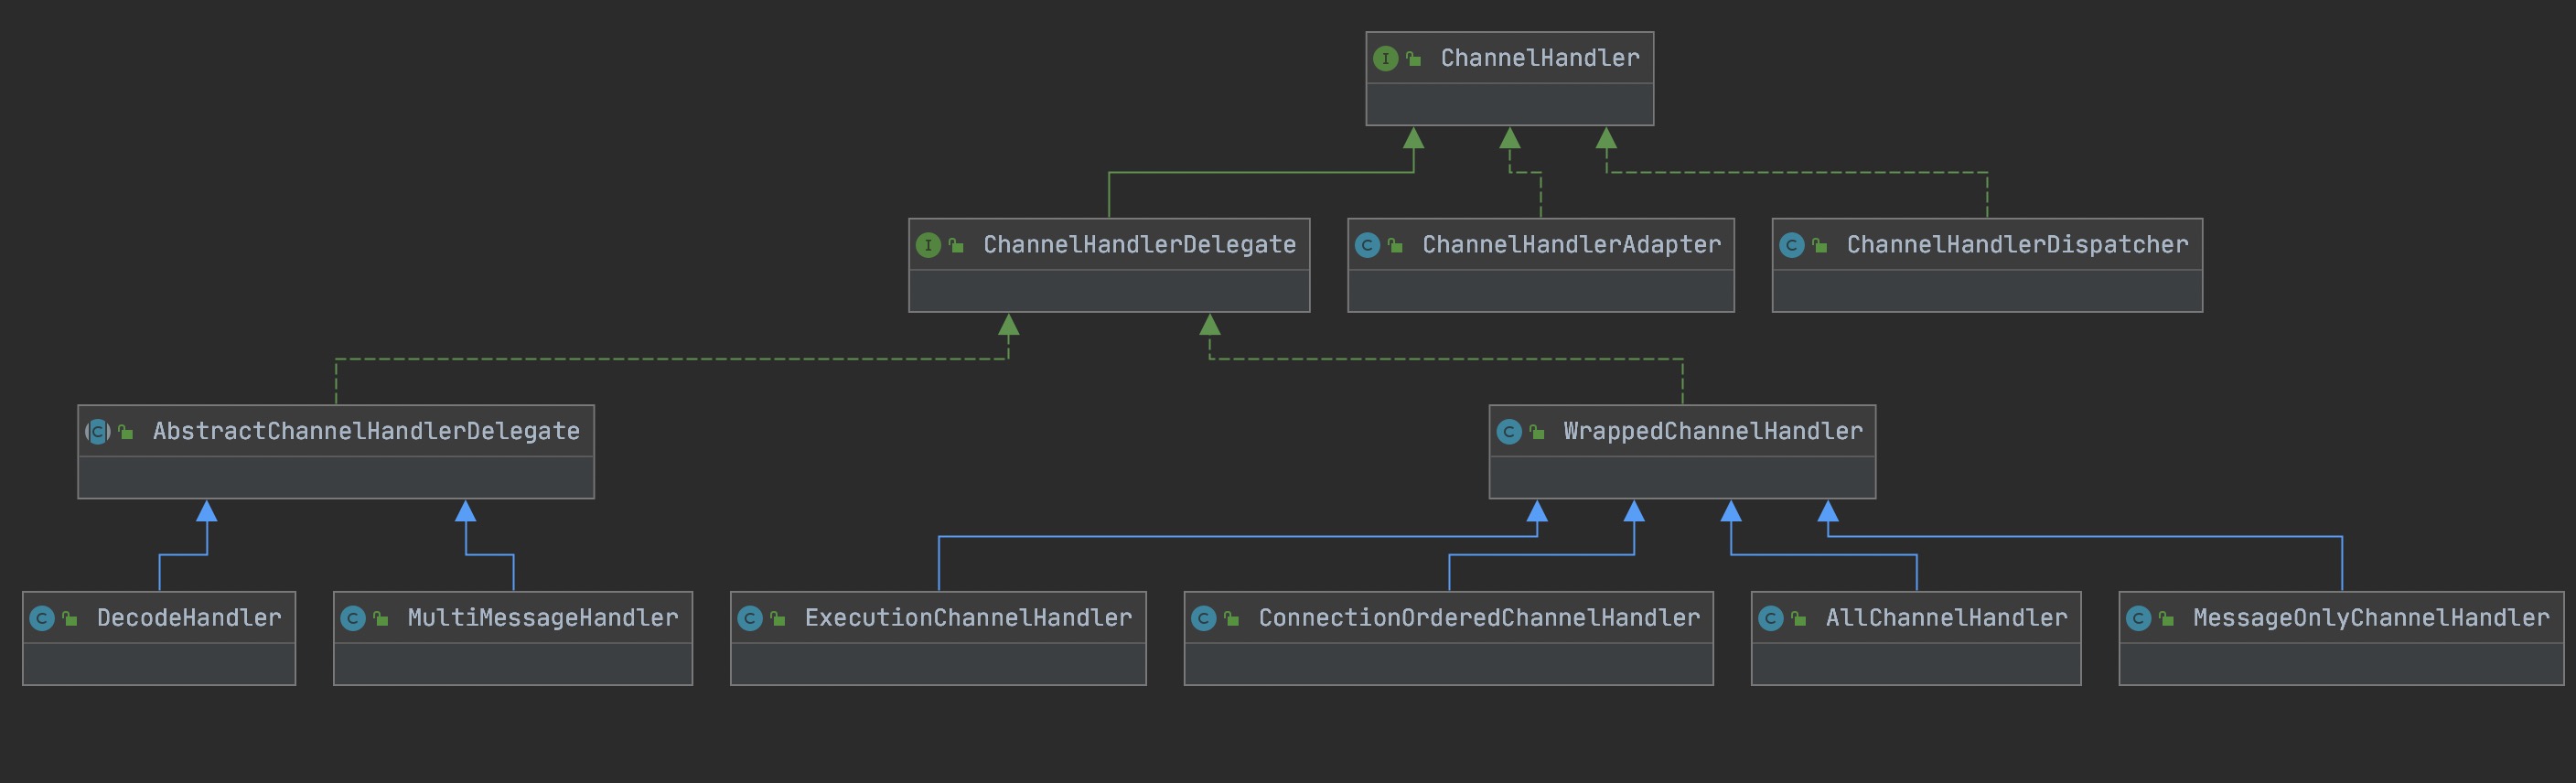 ChannelHandler
ChannelHandlerDelegate
ChannelHandlerAdapter
ChannelHandlerDispatcher
AbstractChannelHandlerDelegate
WrappedChannelHandler
DecodeHandler
MultiMessageHandler
ExecutionChannelHandler
ConnectionOrderedChannelHandler
AllChannelHandler
MessageOnlyChannelHandler